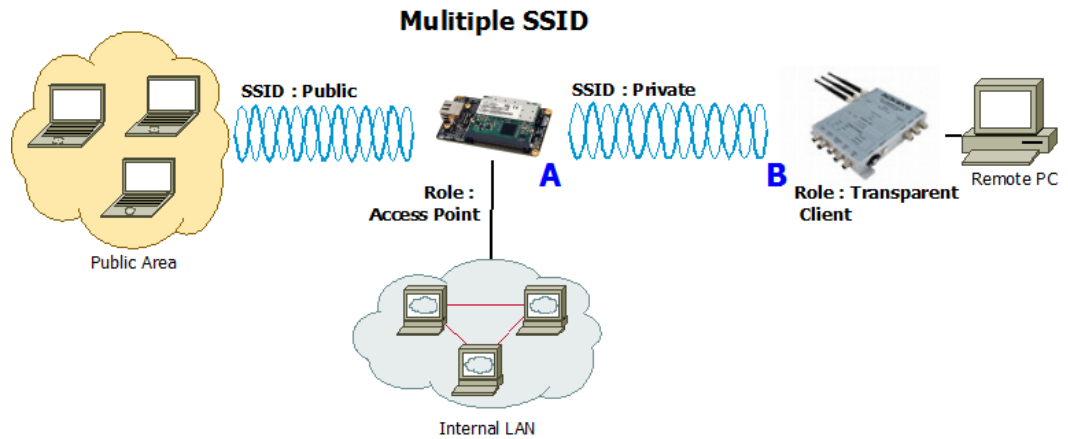 Mulitiple SSID
SSID : Public
SSID : Private
A
B
Role :
Access Point
Role : Transparent
Client
Remote PC
Public Area
Internal LAN